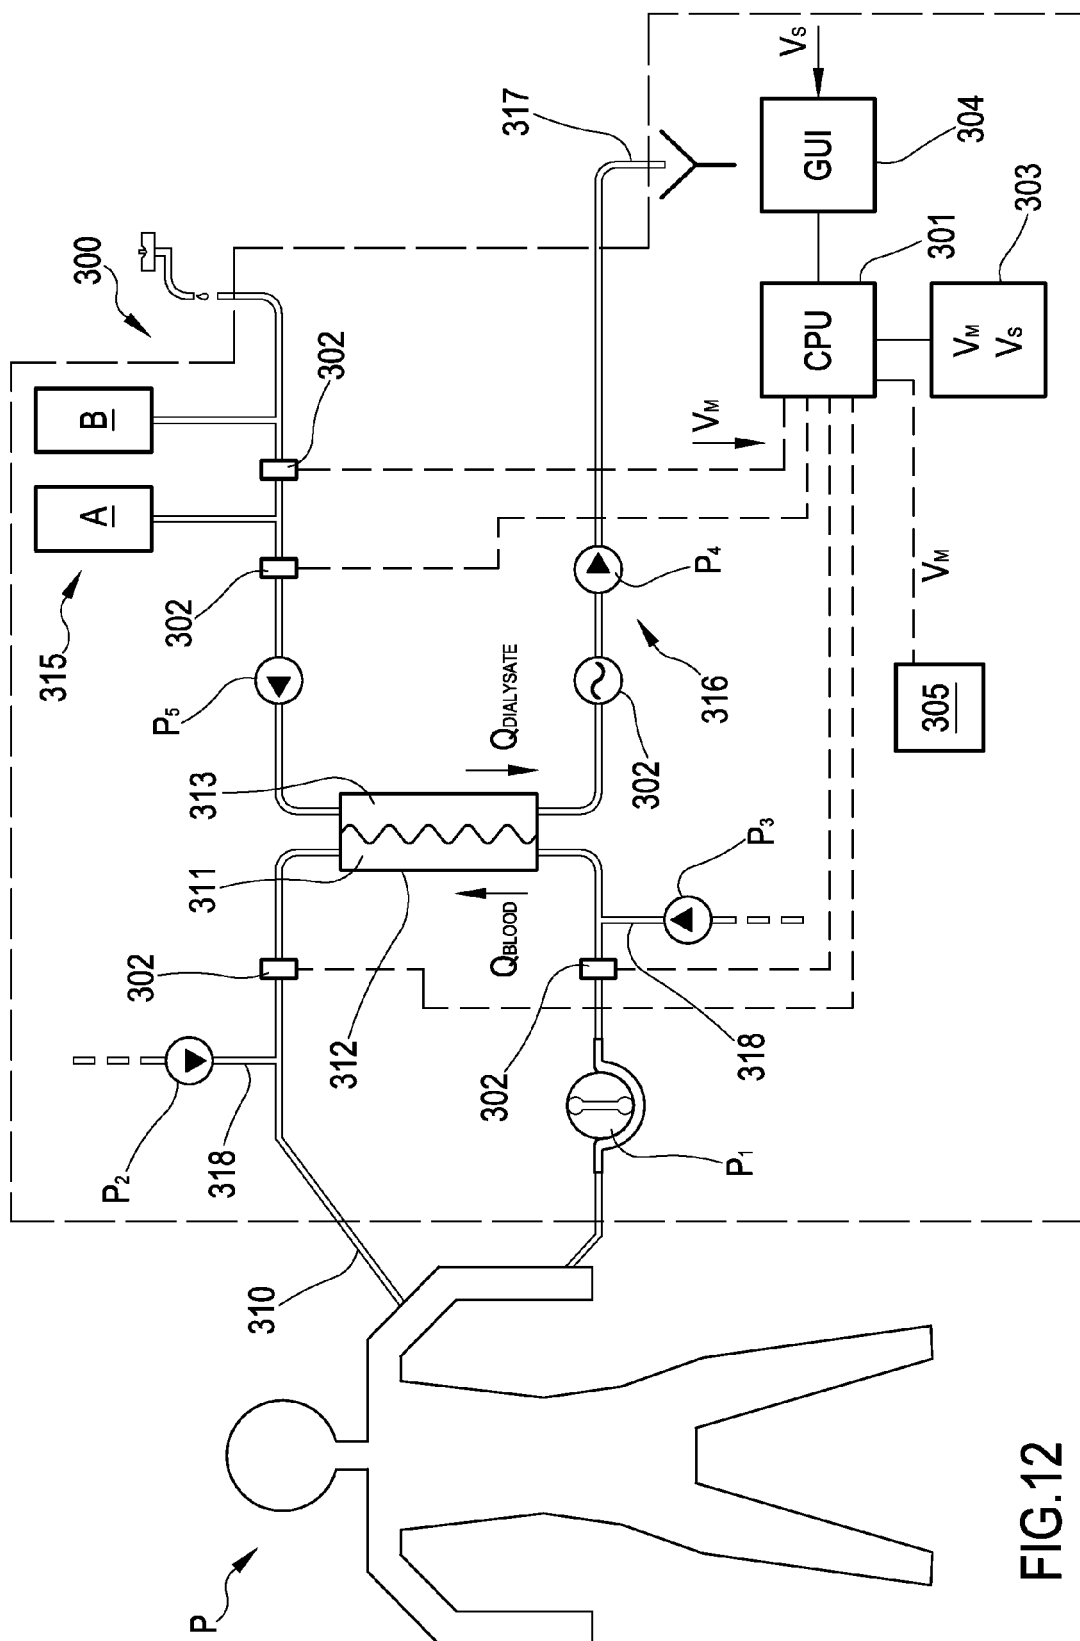 300
315
B
A
302
302
P5
313
311
312
QDIALYSATE
QBLOOD
302
P2
318
310
P
302
P1
318
P3
302
316
P4
317
VS
GUI
304
301
CPU
303
VM
VS
VM
VM
305
FIG.12